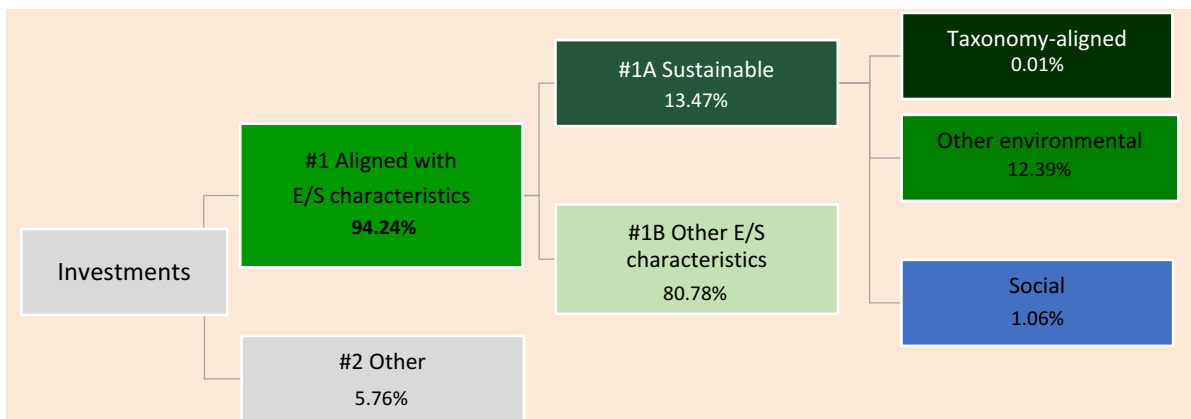 Investments
#1 Aligned with
E/S characteristics
94.24%
#2 Other
5.76%
#1A Sustainable
13.47%
#1B Other E/S
characteristics
80.78%
Taxonomy-aligned
0.01%
Other environmental
12.39%
Social
1.06%